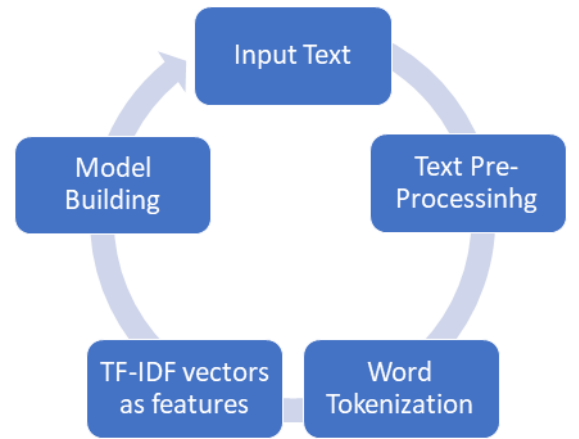 Input Text
Text Pre-
Processinhg
Word
Tokenization
TF-IDF vectors
as features
Model
Building